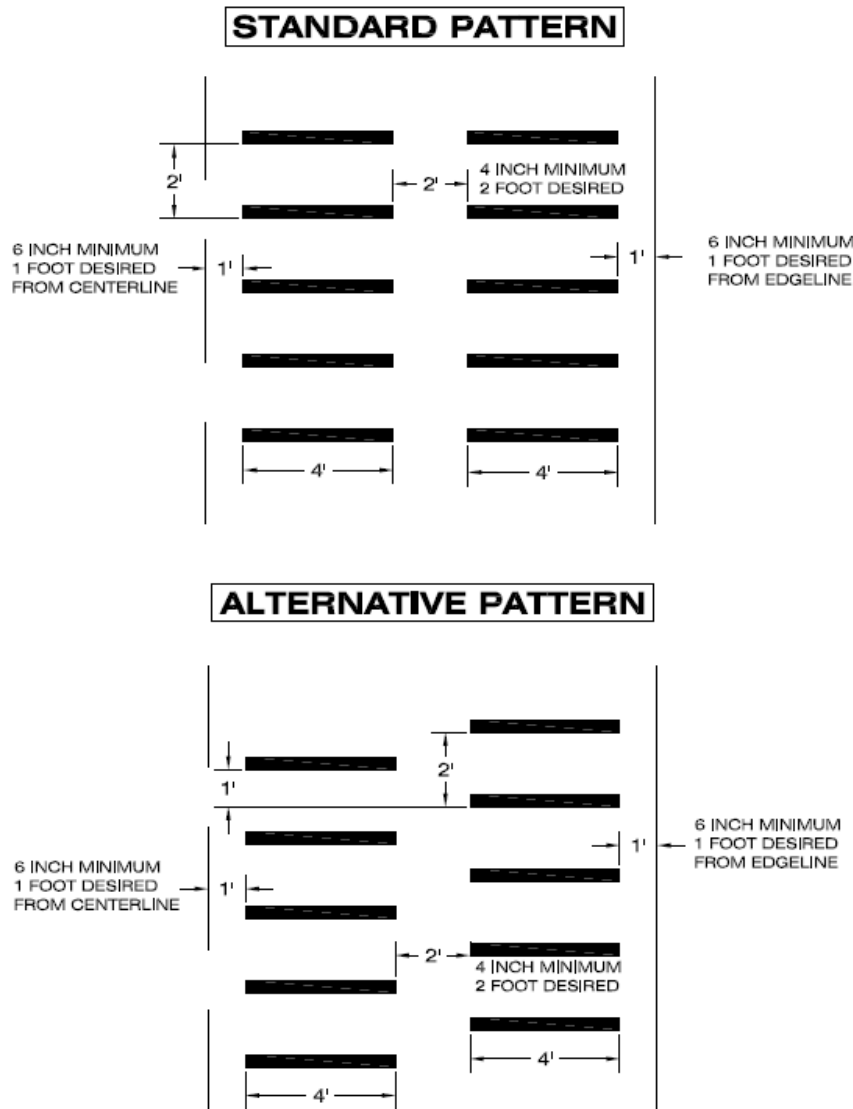 STANDARD PATTERN
2'
2'
4 INCH MINIMUM
2 FOOT DESIRED
6 INCH MINIMUM
1 FOOT DESIRED
FROM CENTERLINE
1'
1'
6 INCH MINIMUM
1 FOOT DESIRED
FROM EDGELINE
4'
4'
ALTERNATIVE PATTERN
1'
2'
6 INCH MINIMUM
1 FOOT DESIRED
FROM CENTERLINE
1'
1'
6 INCH MINIMUM
1 FOOT DESIRED
FROM EDGELINE
2'
4 INCH MINIMUM
2 FOOT DESIRED
4'
4'